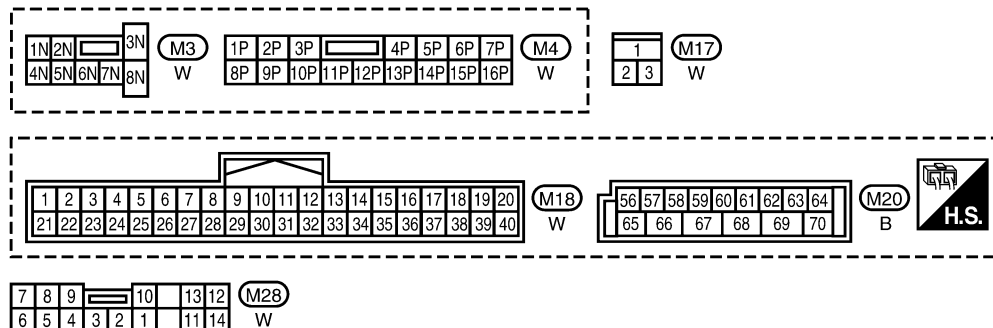 1N 2N 3N M3 1P 2P 3P 4P 5P 6P 7P M4 1 M17
4N 5N 6N 7N 8N W 8P 9P 10P 11P 12P 13P 14P 15P 16P W 2 3 W
1 2 3 4 5 6 7 8 9 10 11 12 13 14 15 16 17 18 19 20 M18 56 57 58 59 60 61 62 63 64 M20
21 22 23 24 25 26 27 28 29 30 31 32 33 34 35 36 37 38 39 40 W 65 66 67 68 69 70 B H.S.
7 8 9 10 13 12 M28
6 5 4 3 2 1 11 14 W